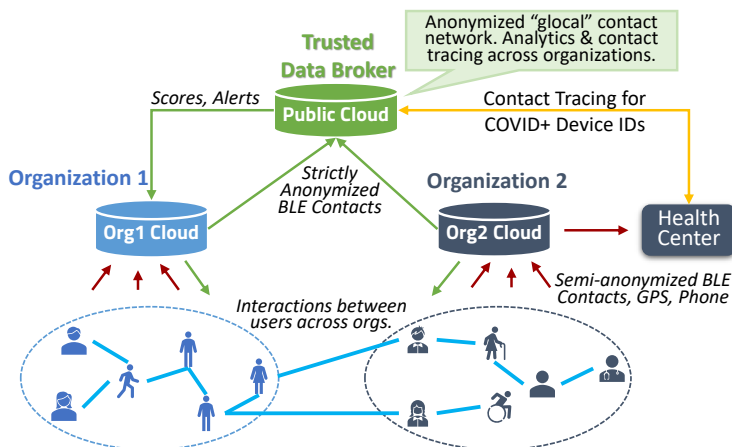 Anonymized “glocal” contact
network. Analytics & contact
tracing across organizations.
Trusted
Data Broker
Scores, Alerts
Public Cloud
Contact Tracing for
COVID+ Device IDs
Organization 1
Strictly
Anonymized
BLE Contacts
Organization 2
Org1 Cloud
Org2 Cloud
Health
Center
Semi-anonymized BLE
Contacts, GPS, Phone
Interactions between
users across orgs.